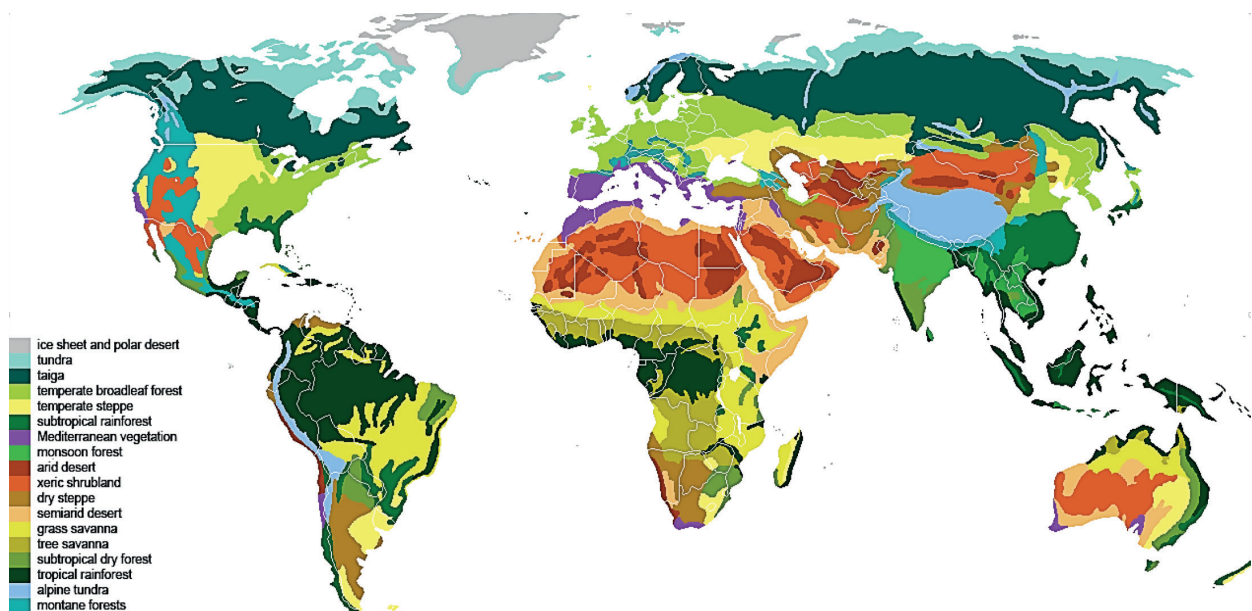 ice sheet and polar desert
tundra
taiga
temperate broadleaf forest
temperate steppe
subtropical rainforest
Mediterranean vegetation
monsoon forest
arid desert
xeric shrubland
dry steppe
semiarid desert
grass savanna
tree savanna
subtropical dry forest
tropical rainforest
alpine tundra
montane forests